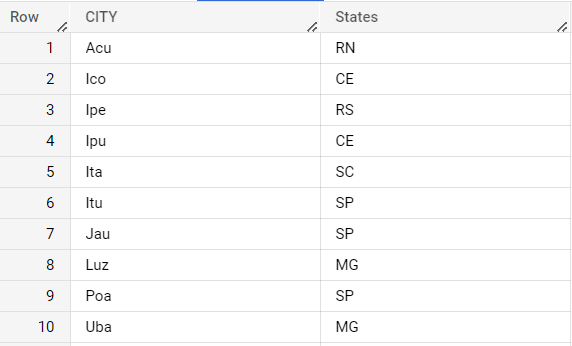 Row CITY States
1 Acu RN
2 Ico CE
3 Ipe RS
4 Ipu CE
5 Ita SC
6 Itu SP
7 Jau SP
8 Luz MG
9 Poa SP
10 Uba MG